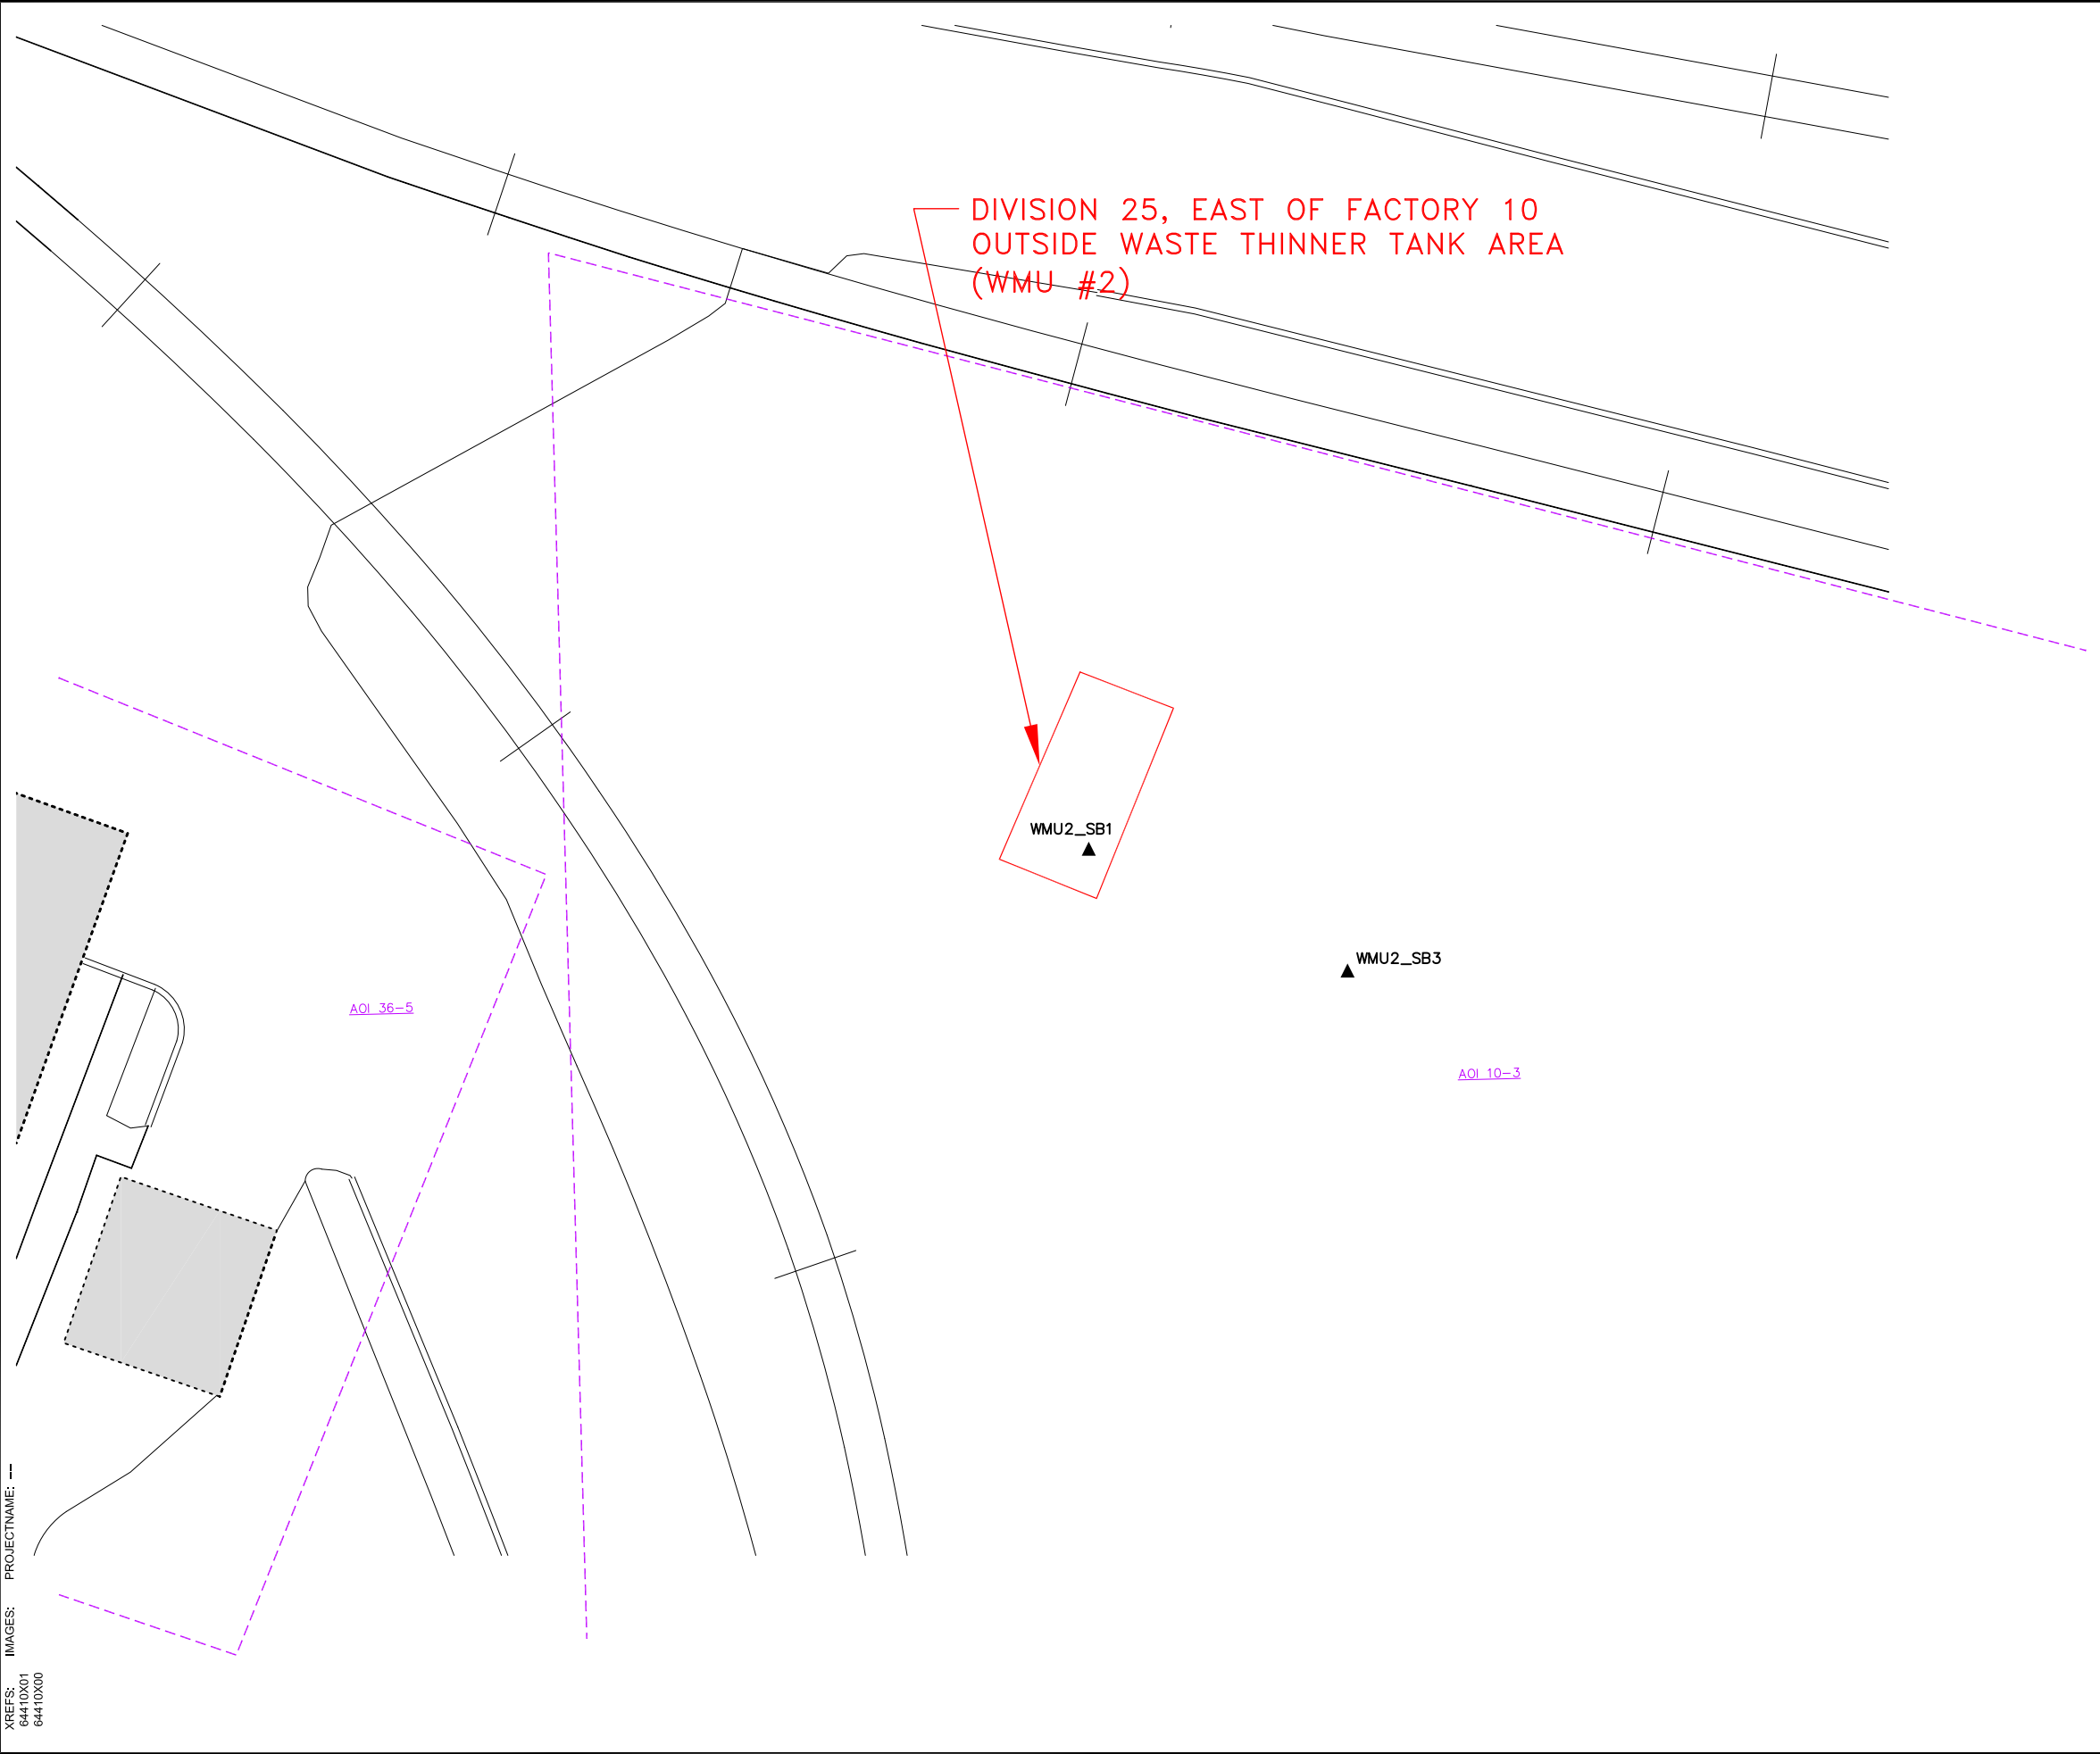 DIVISION 25, EAST OF FACTORY 10
OUTSIDE WASTE THINNER TANK AREA
(WMU #2)
WMU2_SB1
WMU2_SB3
AOI 36-5
AOI 10-3
XREFS: IMAGES: PROJECTNAME: --
64410X01
64410X00